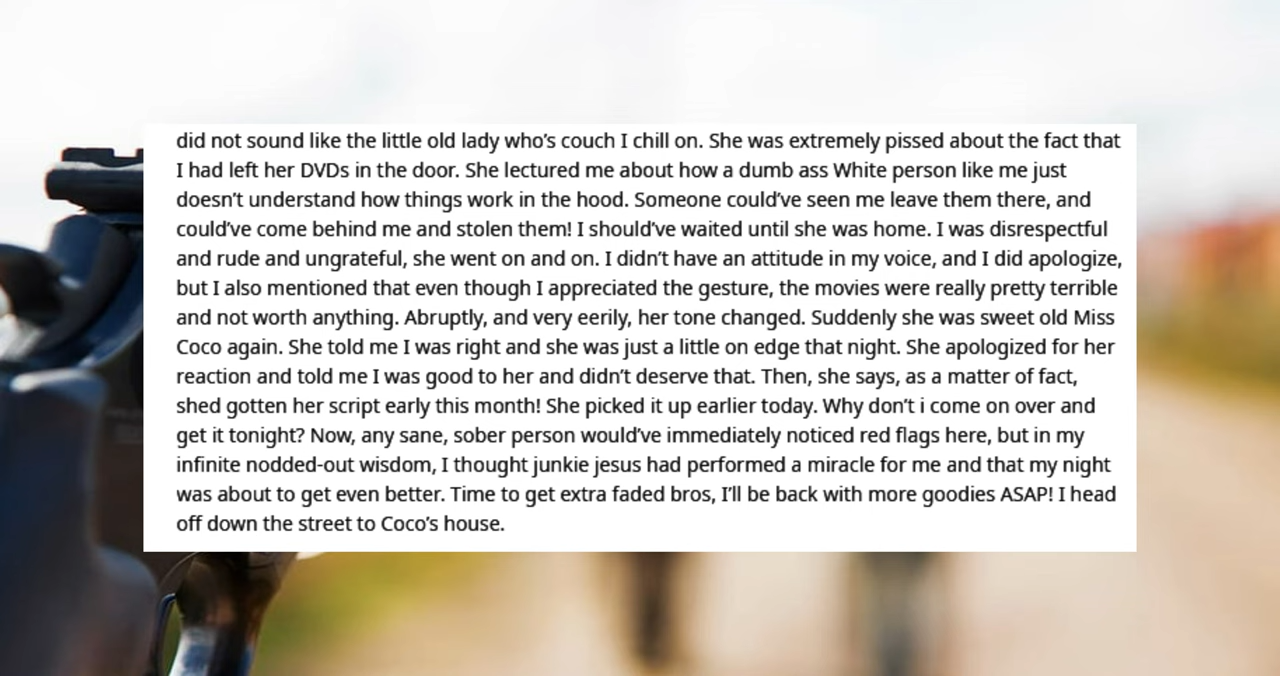 did not sound like the little old lady who’s couch I chill on. She was extremely pissed about the fact that
I had left her DVDs in the door. She lectured me about how a dumb ass White person like me just
doesn’t understand how things work in the hood. Someone could’ve seen me leave them there, and
could’ve come behind me and stolen them! I should’ve waited until she was home. I was disrespectful
and rude and ungrateful, she went on and on. I didn’t have an attitude in my voice, and I did apologize,
but I also mentioned that even though I appreciated the gesture, the movies were really pretty terrible
and not worth anything. Abruptly, and very eerily, her tone changed. Suddenly she was sweet old Miss
Coco again. She told me I was right and she was just a little on edge that night. She apologized for her
reaction and told me I was good to her and didn’t deserve that. Then, she says, as a matter of fact,
shed gotten her script early this month! She picked it up earlier today. Why don’t i come on over and
get it tonight? Now, any sane, sober person would’ve immediately noticed red flags here, but in my
infinite nodded-out wisdom, I thought junkie jesus had performed a miracle for me and that my night
was about to get even better. Time to get extra faded bros, I’ll be back with more goodies ASAP! I head
off down the street to Coco’s house.